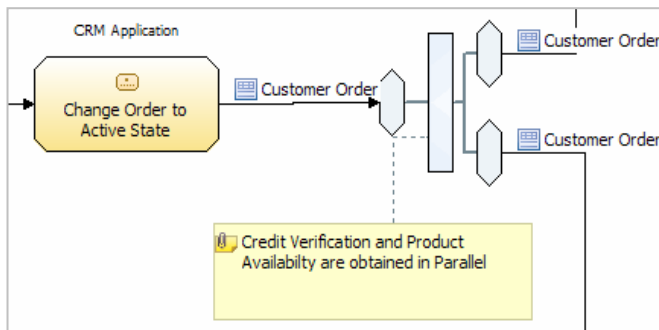 CRM Application
Change Order to
Active State
Customer Order
Customer Order
Customer Order
Credit Verification and Product
Availabilty are obtained in Parallel